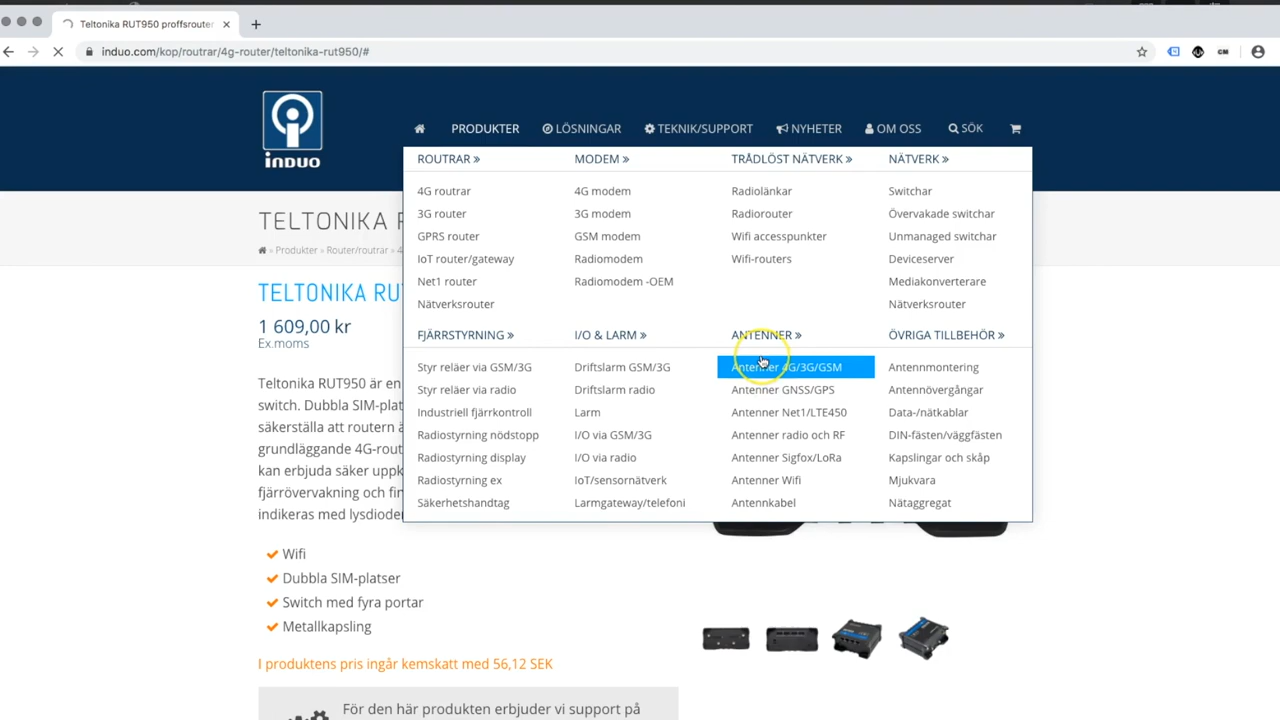 Teltonika RUT950 proffsrouter
induo.com/kop/routrar/4g-router/teltonika-rut950/#
GM
induo
PRODUKTER LÖSNINGAR TEKNIK/SUPPORT NYHETER OM OSS SÖK
ROUTRAR » MODEM » TRÅDLÖST NÄTVERK » NÄTVERK »
4G routrar 4G modem Radiolänkar Switchar
3G router 3G modem Radiorouter Övervakade switchar
GPRS router GSM modem Wifi accesspunkter Unmanaged switchar
IoT router/gateway Radiomodem Wifi-routers Deviceserver
Net1 router Radiomodem -OEM Mediakonverterare
Nätverksrouter Nätverksrouter
FJÄRRSTYRNING » I/O & LARM » ANTENNER » ÖVRIGA TILLBEHÖR »
Styr reläer via GSM/3G Driftslarm GSM/3G Antenner 4G/3G/GSM Antennmontering
Styr reläer via radio Driftslarm radio Antenner GNSS/GPS Antennövergångar
Industriell fjärrkontroll Larm Antenner Net1/LTE450 Data-/nätkablar
Radiostyrning nödstopp I/O via GSM/3G Antenner radio och RF DIN-fästen/väggfästen
Radiostyrning display I/O via radio Antenner Sigfox/LoRa Kapslingar och skåp
Radiostyrning ex IoT/sensornätverk Antenner Wifi Mjukvara
Säkerhetshandtag Larmgateway/telefoni Antennkabel Nätaggregat
TELTONIKA R
» Produkter » Router/routrar » 4
TELTONIKA RU
1 609,00 kr
Ex.moms
Teltonika RUT950 är en
switch. Dubbla SIM-plat
säkerställa att routern ä
grundläggande 4G-rout
kan erbjuda säker uppk
fjärrövervakning och fin
indikeras med lysdioder
Wifi
Dubbla SIM-platser
Switch med fyra portar
Metallkapsling
I produktens pris ingår kemskatt med 56,12 SEK
För den här produkten erbjuder vi support på